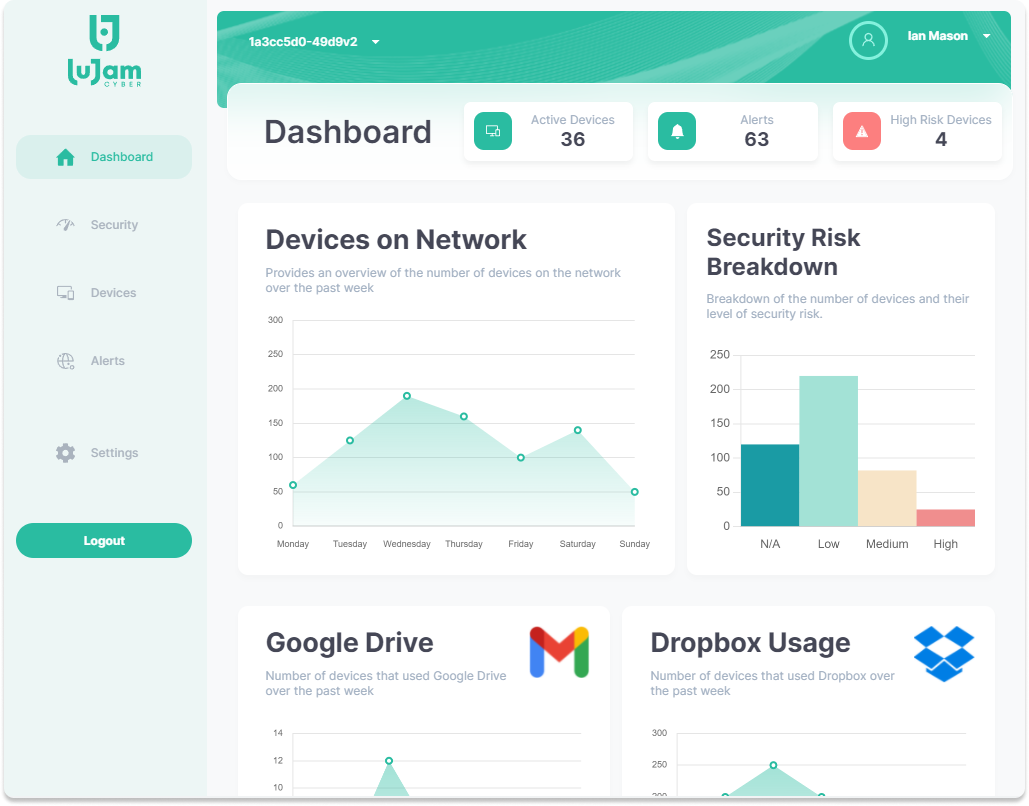 luJam
CYBER
1a3cc5d0-49d9v2
Ian Mason
Dashboard
Security
Devices
Alerts
Settings
Logout
Dashboard
Active Devices
36
Alerts
63
High Risk Devices
4
Devices on Network
Provides an overview of the number of devices on the network
over the past week
300
250
200
150
100
50
0
Monday Tuesday Wednesday Thursday Friday Saturday Sunday
Security Risk
Breakdown
Breakdown of the number of devices and their
level of security risk.
250
200
150
100
50
0
N/A Low Medium High
Google Drive
Number of devices that used Google Drive
over the past week
14
12
10
Dropbox Usage
Number of devices that used Dropbox over
the past week
300
250
200